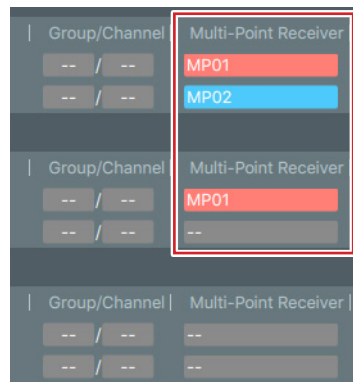 | Group/Channel | Multi-Point Receiver
-- / -- MP01
-- / -- MP02
| Group/Channel | Multi-Point Receiver
-- / -- MP01
-- / -- --
| Group/Channel | Multi-Point Receiver |
-- / -- --
-- / -- --